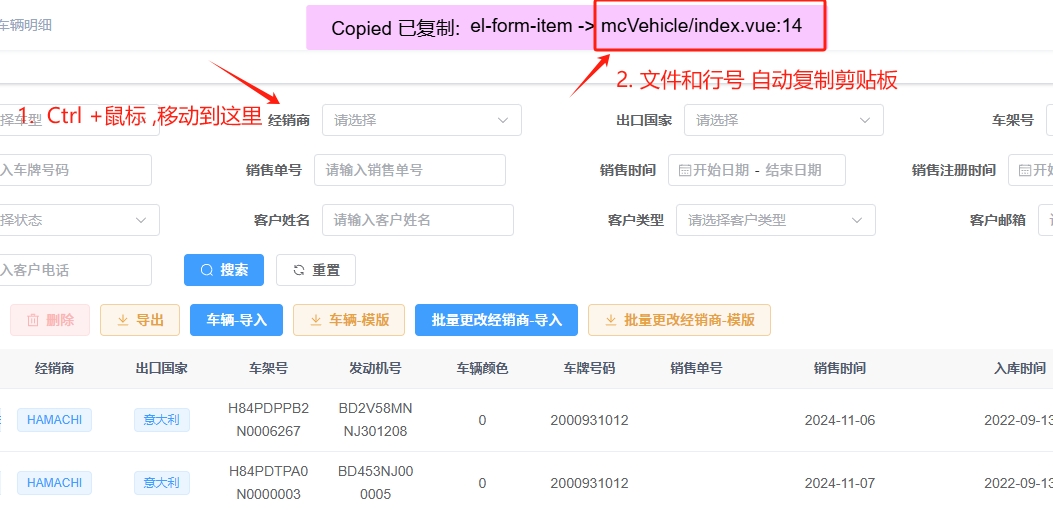 车辆明细
Copied 已复制: el-form-item -> mcVehicle/index.vue:14
1. Ctrl +鼠标 ,移动到这里
2. 文件和行号 自动复制剪贴板
择车型 经销商 请选择 出口国家 请选择 车架号
入车牌号码 销售单号 请输入销售单号 销售时间 开始日期 - 结束日期 销售注册时间 开始
择状态 客户姓名 请输入客户姓名 客户类型 请选择客户类型 客户邮箱
入客户电话 搜索 重置
删除 导出 车辆-导入 车辆-模版 批量更改经销商-导入 批量更改经销商-模版
经销商 出口国家 车架号 发动机号 车辆颜色 车牌号码 销售单号 销售时间 入库时间
HAMACHI 意大利 H84PDPPB2 BD2V58MN 0 2000931012 2024-11-06 2022-09-13
N0006267 NJ301208
HAMACHI 意大利 H84PDTPA0 BD453NJ00 0 2000931012 2024-11-07 2022-09-13
N0000003 0005